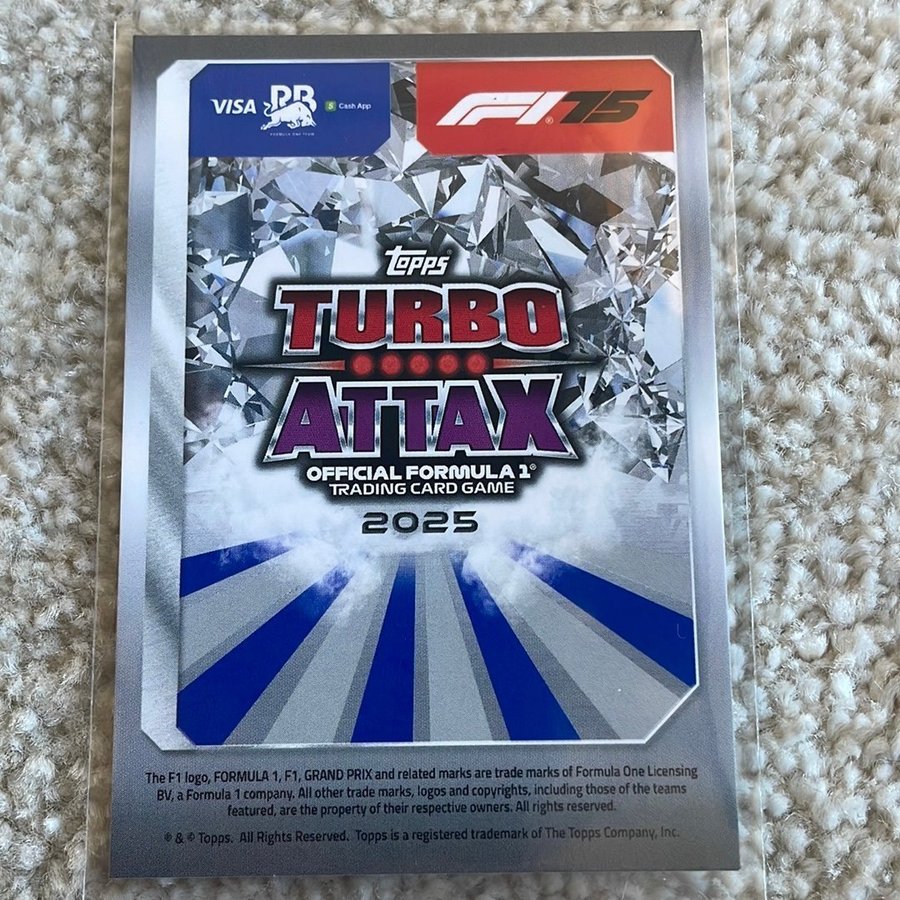 VISA RB Cash App
FORMULA ONE TEAM
F1 75
Topps
TURBO
ATTAX
OFFICIAL FORMULA 1®
TRADING CARD GAME
2025
The F1 logo, FORMULA 1, F1, GRAND PRIX and related marks are trade marks of Formula One Licensing
BV, a Formula 1 company. All other trade marks, logos and copyrights, including those of the teams
featured, are the property of their respective owners. All rights reserved.
® & © Topps. All Rights Reserved. Topps is a registered trademark of The Topps Company, Inc.